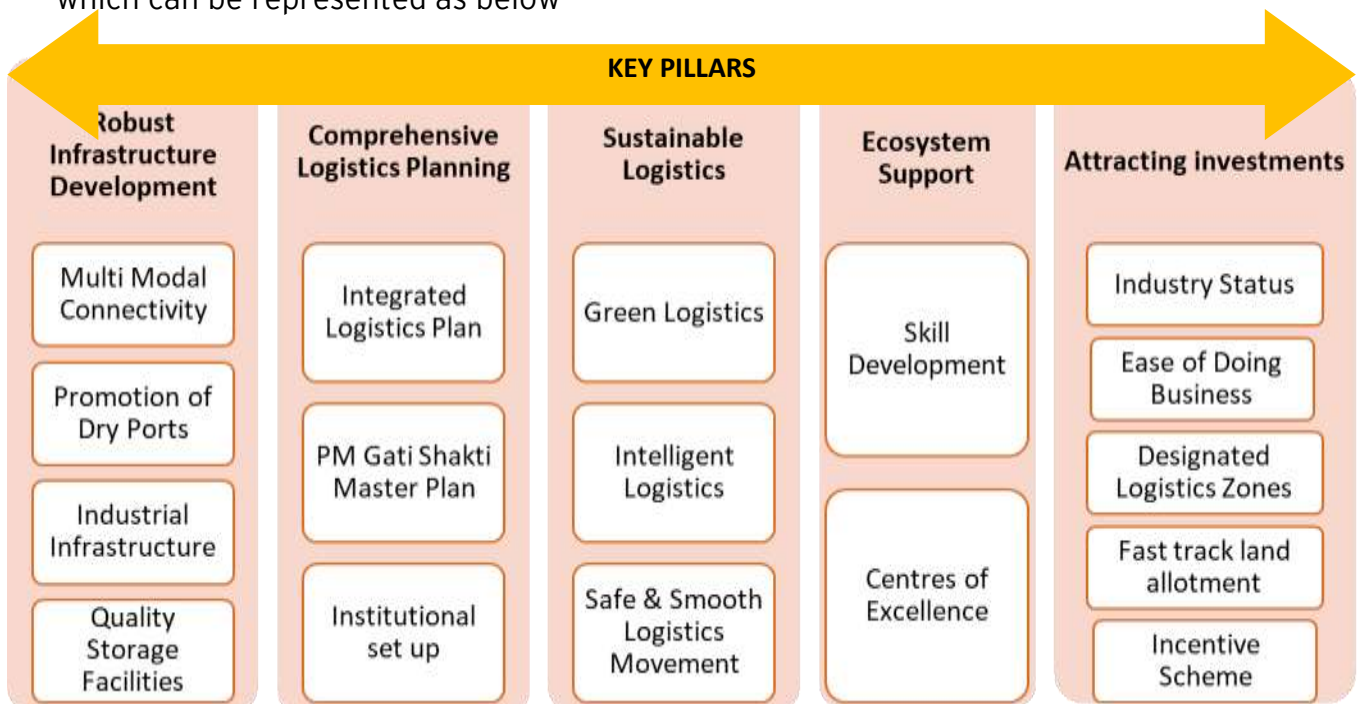 which can be represented as below
KEY PILLARS
Robust
Infrastructure
Development
Multi Modal
Connectivity
Promotion of
Dry Ports
Industrial
Infrastructure
Quality
Storage
Facilities
Comprehensive
Logistics Planning
Integrated
Logistics Plan
PM Gati Shakti
Master Plan
Institutional
set up
Sustainable
Logistics
Green Logistics
Intelligent
Logistics
Safe & Smooth
Logistics
Movement
Ecosystem
Support
Skill
Development
Centres of
Excellence
Attracting investments
Industry Status
Ease of Doing
Business
Designated
Logistics Zones
Fast track land
allotment
Incentive
Scheme